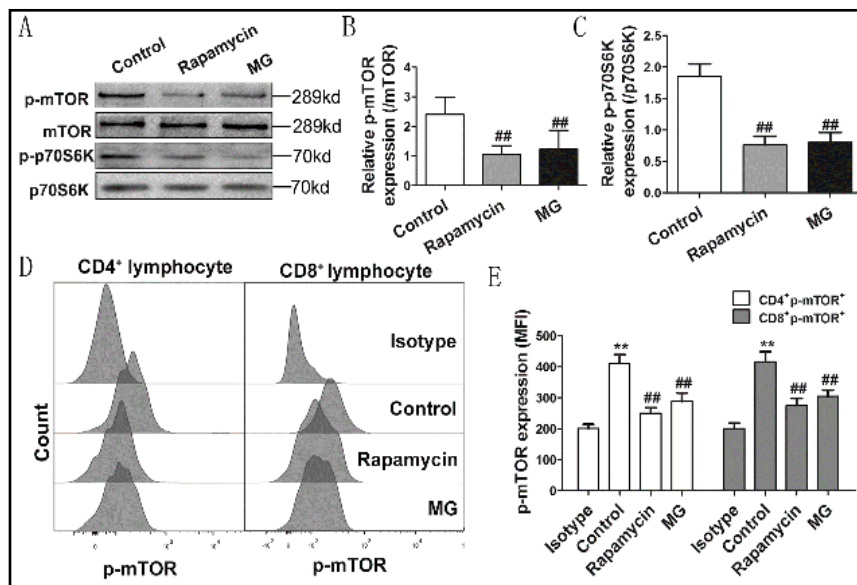 A
Control
Rapamycin
MG
p-mTOR
289kd
mTOR
289kd
p-p70S6K
70kd
p70S6K
70kd
B
Relative p-mTOR
expression (/mTOR)
4
3
2
1
0
##
##
Control
Rapamycin
MG
C
Relative p-p70S6K
expression (/p70S6K)
2.5
2.0
1.5
1.0
0.5
0.0
##
##
Control
Rapamycin
MG
D
CD4⁺ lymphocyte
CD8⁺ lymphocyte
Isotype
Control
Rapamycin
MG
Count
p-mTOR
p-mTOR
E
CD4⁺p-mTOR⁺
CD8⁺p-mTOR⁺
p-mTOR expression (MFI)
500
400
300
200
100
0
**
##
##
**
##
##
Isotype
Control
Rapamycin
MG
Isotype
Control
Rapamycin
MG